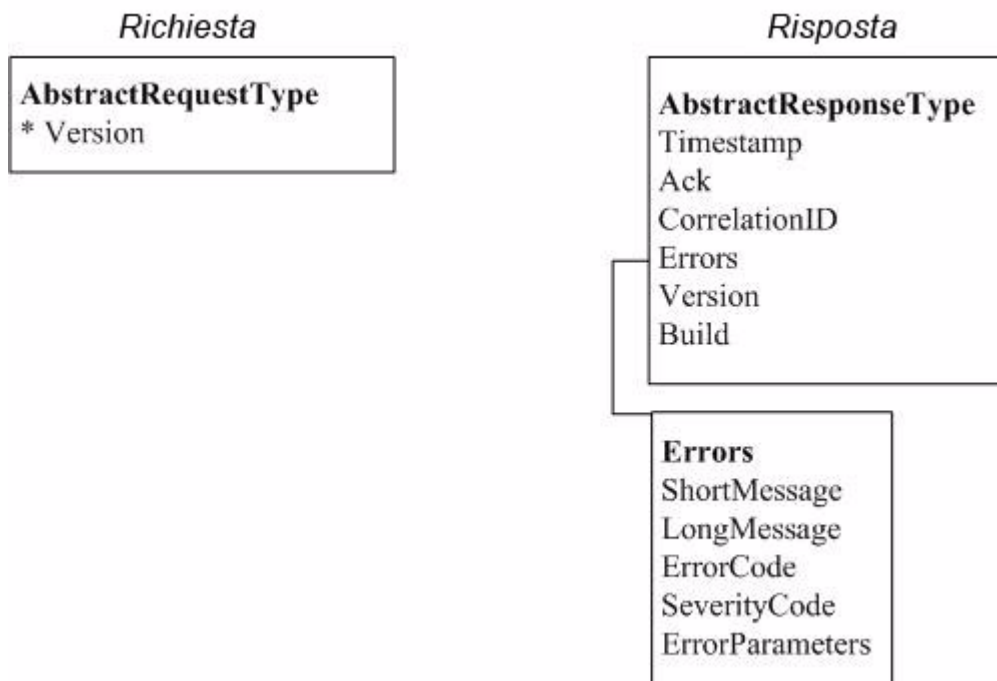 Richiesta
AbstractRequestType
* Version
Risposta
AbstractResponseType
Timestamp
Ack
CorrelationID
Errors
Version
Build
Errors
ShortMessage
LongMessage
ErrorCode
SeverityCode
ErrorParameters